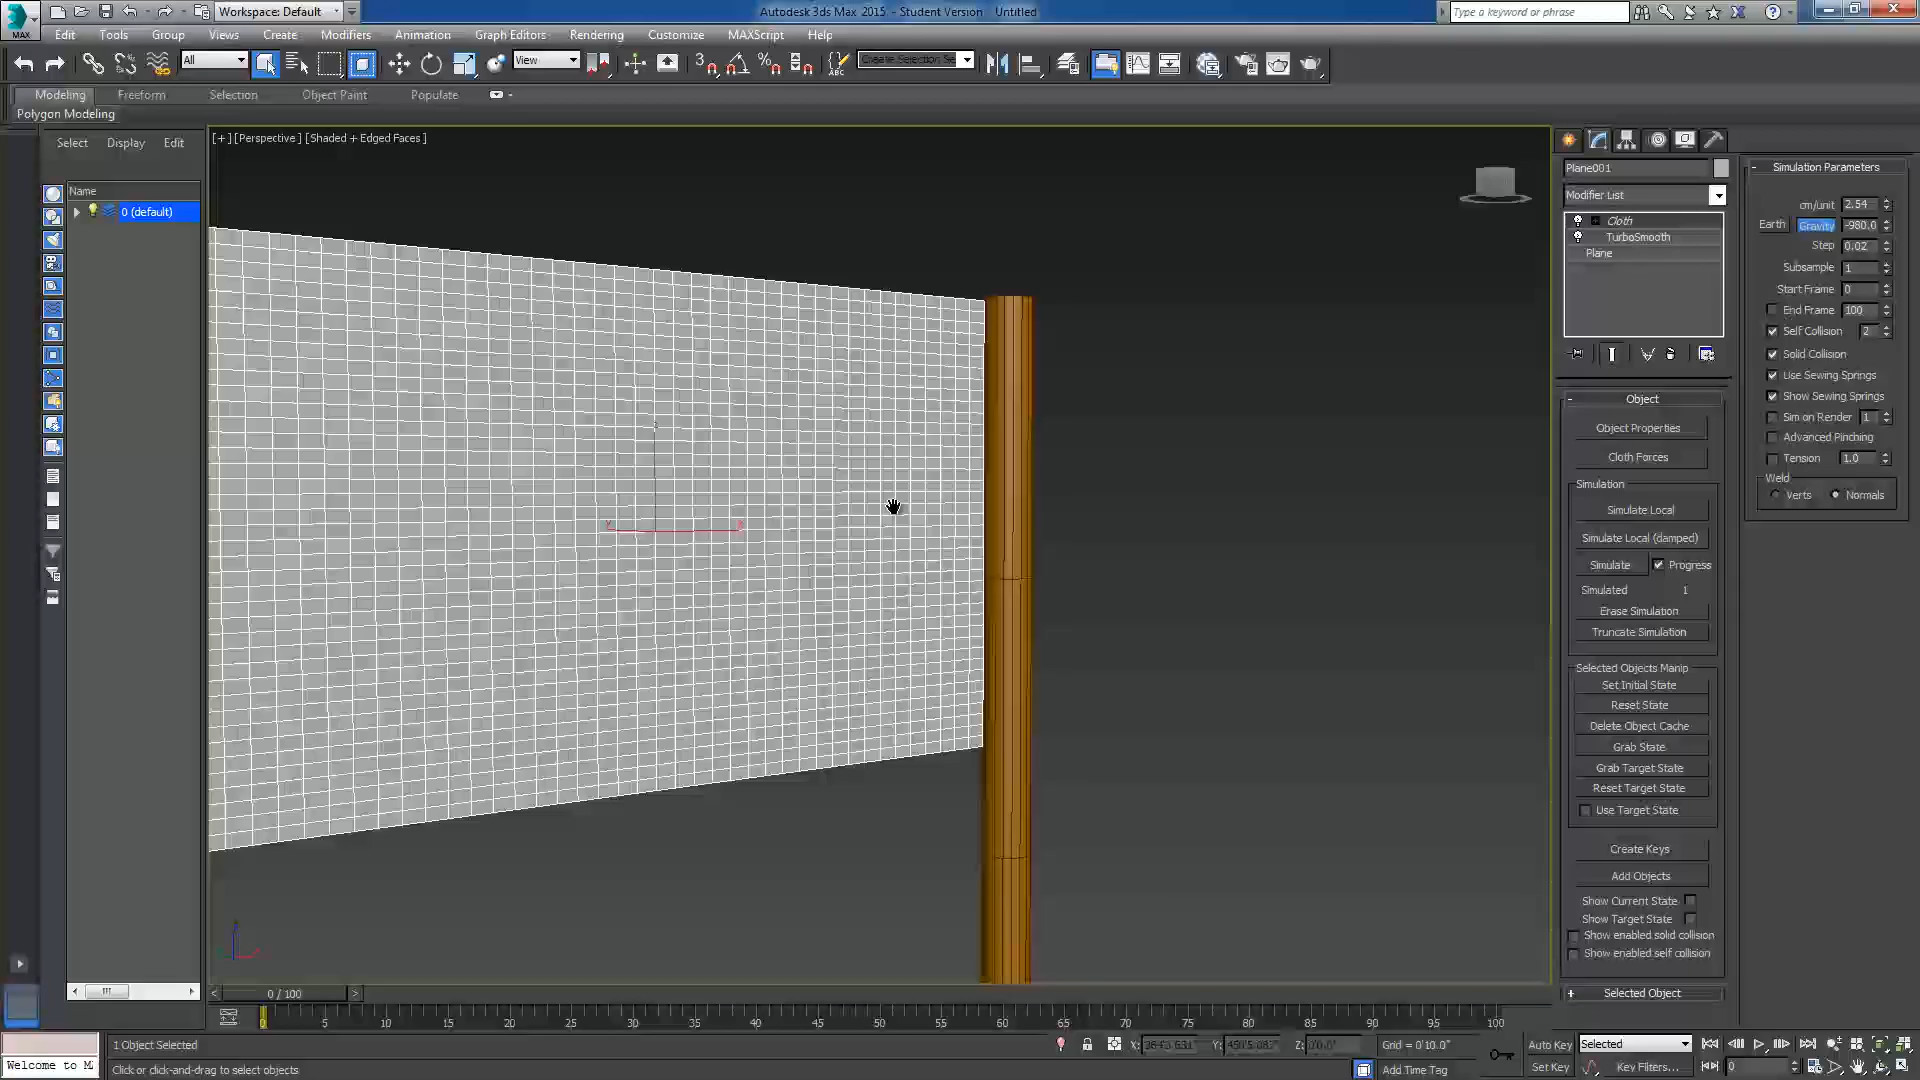 Workspace: Default
Autodesk 3ds Max 2015 - Student Version Untitled
Type a keyword or phrase
MAX
Edit Tools Group Views Create Modifiers Animation Graph Editors Rendering Customize MAXScript Help
All
View
3
ABC
Create Selection Se
Modeling Freeform Selection Object Paint Populate
Polygon Modeling
Select Display Edit
Name
0 (default)
[+] [Perspective] [Shaded + Edged Faces]
Plane001
Modifier List
Cloth
TurboSmooth
Plane
Object
Object Properties
Cloth Forces
Simulation
Simulate Local
Simulate Local (damped)
Simulate Progress
Simulated 1
Erase Simulation
Truncate Simulation
Selected Objects Manip
Set Initial State
Reset State
Delete Object Cache
Grab State
Grab Target State
Reset Target State
Use Target State
Create Keys
Add Objects
Show Current State
Show Target State
Show enabled solid collision
Show enabled self collision
Selected Object
Simulation Parameters
cm/unit 2.54
Earth Gravity -980.0
Step 0.02
Subsample 1
Start Frame 0
End Frame 100
Self Collision 2
Solid Collision
Use Sewing Springs
Show Sewing Springs
Sim on Render 1
Advanced Pinching
Tension 1.0
Weld
Verts Normals
0 / 100
0 5 10 15 20 25 30 35 40 45 50 55 60 65 70 75 80 85 90 95 100
1 Object Selected
X: Y: Z: 0'0.0"
Grid = 0'10.0"
Auto Key Selected
Welcome to M
Click or click-and-drag to select objects
Add Time Tag
Set Key Key Filters... 0